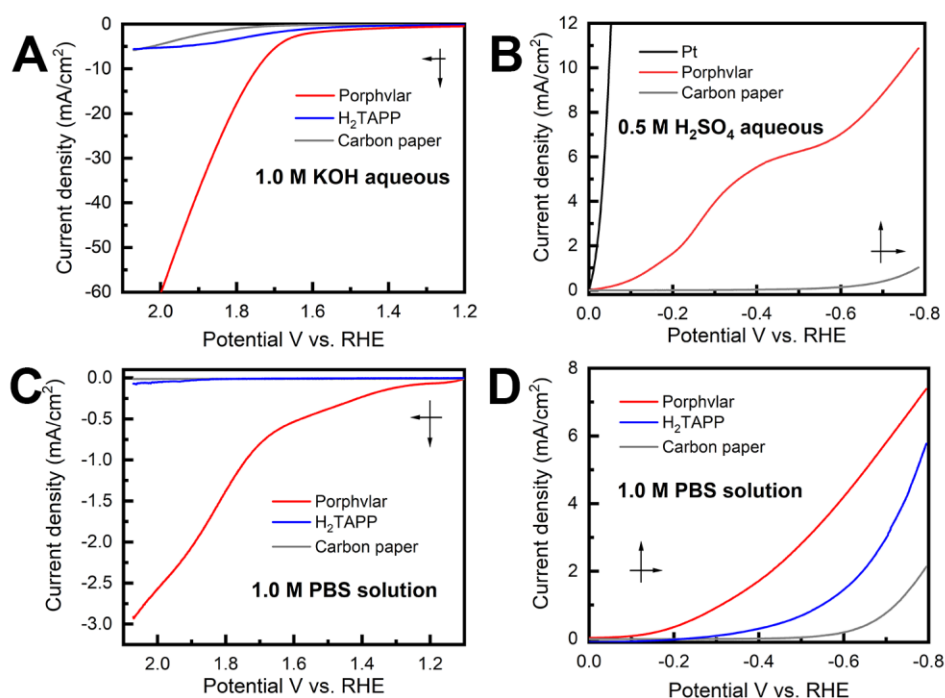 A
Current density (mA/cm²)
0
-10
-20
-30
-40
-50
-60
Porphvlar
H₂TAPP
Carbon paper
1.0 M KOH aqueous
2.0 1.8 1.6 1.4 1.2
Potential V vs. RHE
B
Current density (mA/cm²)
12
10
8
6
4
2
0
Pt
Porphvlar
Carbon paper
0.5 M H₂SO₄ aqueous
0.0 -0.2 -0.4 -0.6 -0.8
Potential V vs. RHE
C
Current density (mA/cm²)
0.0
-0.5
-1.0
-1.5
-2.0
-2.5
-3.0
Porphvlar
H₂TAPP
Carbon paper
1.0 M PBS solution
2.0 1.8 1.6 1.4 1.2
Potential V vs. RHE
D
Current density (mA/cm²)
8
6
4
2
0
Porphvlar
H₂TAPP
Carbon paper
1.0 M PBS solution
0.0 -0.2 -0.4 -0.6 -0.8
Potential V vs. RHE